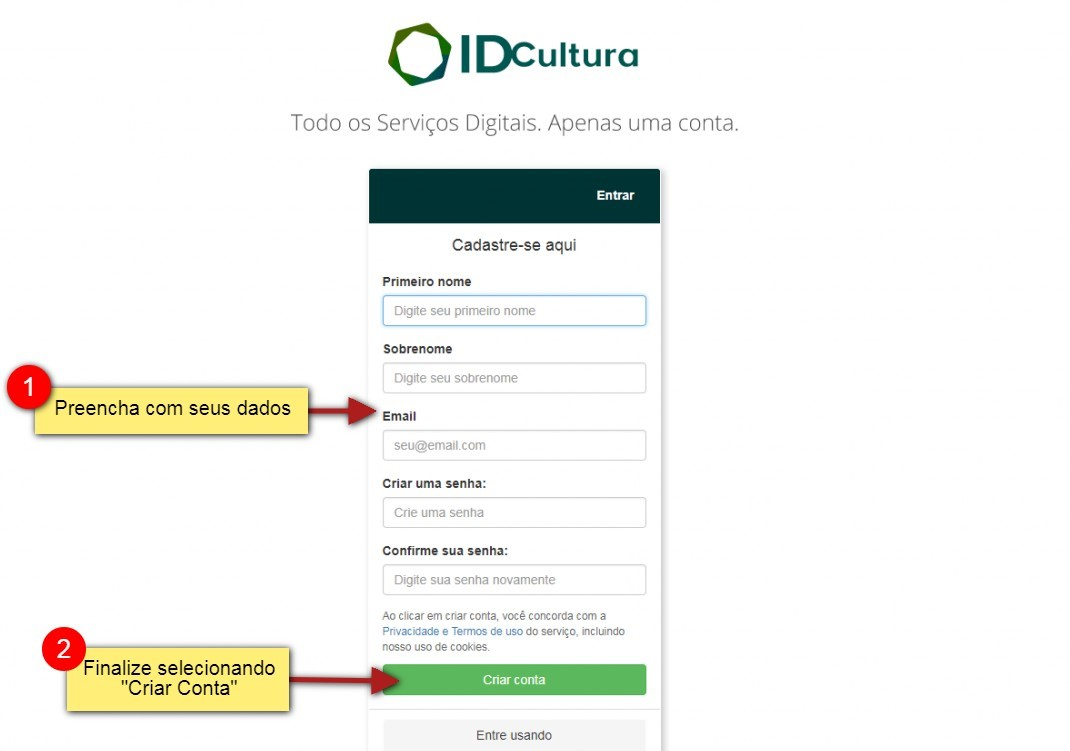 IDCultura
Todo os Serviços Digitais. Apenas uma conta.
Entrar
Cadastre-se aqui
Primeiro nome
Digite seu primeiro nome
Sobrenome
Digite seu sobrenome
1
Preencha com seus dados
Email
seu@email.com
Criar uma senha:
Crie uma senha
Confirme sua senha:
Digite sua senha novamente
Ao clicar em criar conta, você concorda com a
Privacidade e Termos de uso do serviço, incluindo
nosso uso de cookies.
2
Finalize selecionando
"Criar Conta"
Criar conta
Entre usando